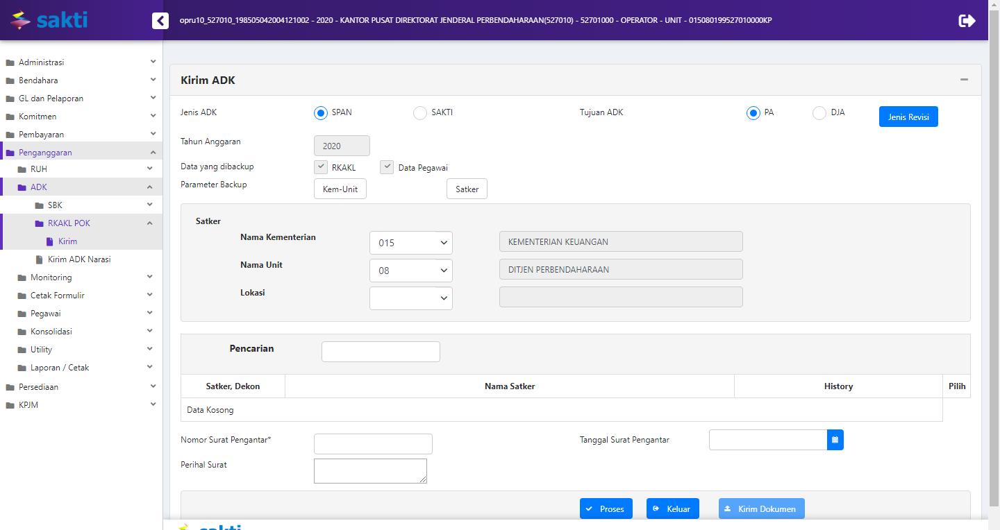 sakti
opru10_527010_198505042004121002 - 2020 - KANTOR PUSAT DIREKTORAT JENDERAL PERBENDAHARAAN(527010) - 52701000 - OPERATOR - UNIT - 015080199527010000KP
Administrasi
Bendahara
GL dan Pelaporan
Komitmen
Pembayaran
Penganggaran
RUH
ADK
SBK
RKAKL POK
Kirim
Kirim ADK Narasi
Monitoring
Cetak Formulir
Pegawai
Konsolidasi
Utility
Laporan / Cetak
Persediaan
KPJM
Kirim ADK
Jenis ADK SPAN SAKTI Tujuan ADK PA DJA Jenis Revisi
Tahun Anggaran 2020
Data yang dibackup RKAKL Data Pegawai
Parameter Backup Kem-Unit Satker
Satker
Nama Kementerian 015 KEMENTERIAN KEUANGAN
Nama Unit 08 DITJEN PERBENDAHARAAN
Lokasi
Pencarian
Satker, Dekon Nama Satker History Pilih
Data Kosong
Nomor Surat Pengantar* Tanggal Surat Pengantar
Perihal Surat
Proses Keluar Kirim Dokumen
sakti